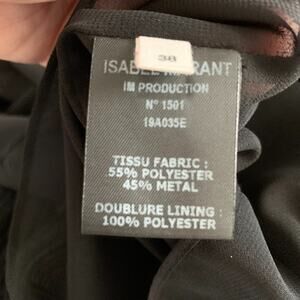 38
ISABEL MARANT
IM PRODUCTION
N° 1501
19A035E
TISSU FABRIC :
55% POLYESTER
45% METAL
DOUBLURE LINING :
100% POLYESTER